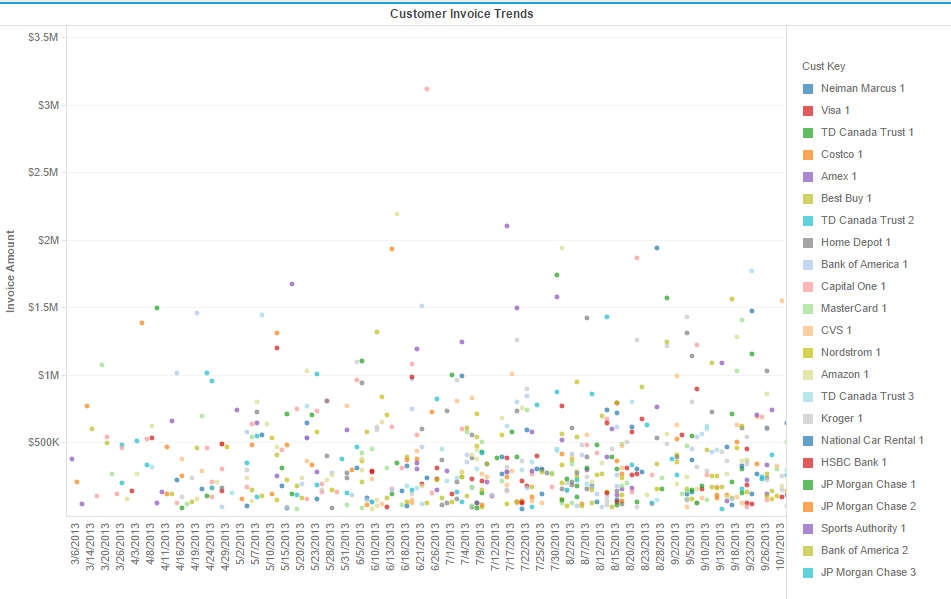 Customer Invoice Trends
$3.5M
$3M
$2.5M
$2M
$1.5M
$1M
$500K
Invoice Amount
3/6/2013
3/14/2013
3/20/2013
3/26/2013
4/3/2013
4/8/2013
4/11/2013
4/16/2013
4/19/2013
4/24/2013
4/29/2013
5/2/2013
5/7/2013
5/10/2013
5/15/2013
5/20/2013
5/23/2013
5/28/2013
5/31/2013
6/5/2013
6/10/2013
6/13/2013
6/18/2013
6/21/2013
6/26/2013
7/1/2013
7/4/2013
7/9/2013
7/12/2013
7/17/2013
7/22/2013
7/25/2013
7/30/2013
8/2/2013
8/7/2013
8/12/2013
8/15/2013
8/20/2013
8/23/2013
8/28/2013
9/2/2013
9/5/2013
9/10/2013
9/13/2013
9/18/2013
9/23/2013
9/26/2013
10/1/2013
Cust Key
Neiman Marcus 1
Visa 1
TD Canada Trust 1
Costco 1
Amex 1
Best Buy 1
TD Canada Trust 2
Home Depot 1
Bank of America 1
Capital One 1
MasterCard 1
CVS 1
Nordstrom 1
Amazon 1
TD Canada Trust 3
Kroger 1
National Car Rental 1
HSBC Bank 1
JP Morgan Chase 1
JP Morgan Chase 2
Sports Authority 1
Bank of America 2
JP Morgan Chase 3